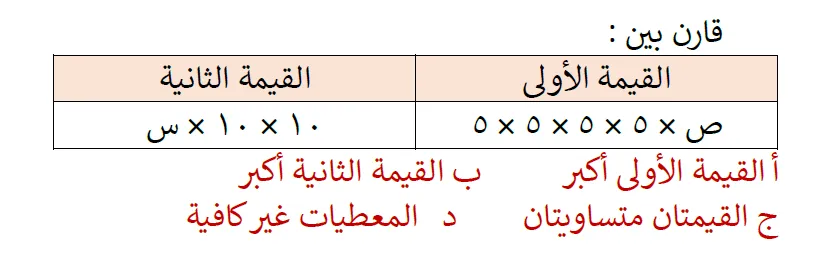 قارن بين :
القيمة الأولى القيمة الثانية
ص × ٥ × ٥ × ٥ × ٥ ١٠ × ١٠ × س
أ القيمة الأولى أكبر ب القيمة الثانية أكبر
ج القيمتان متساويتان د المعطيات غير كافية